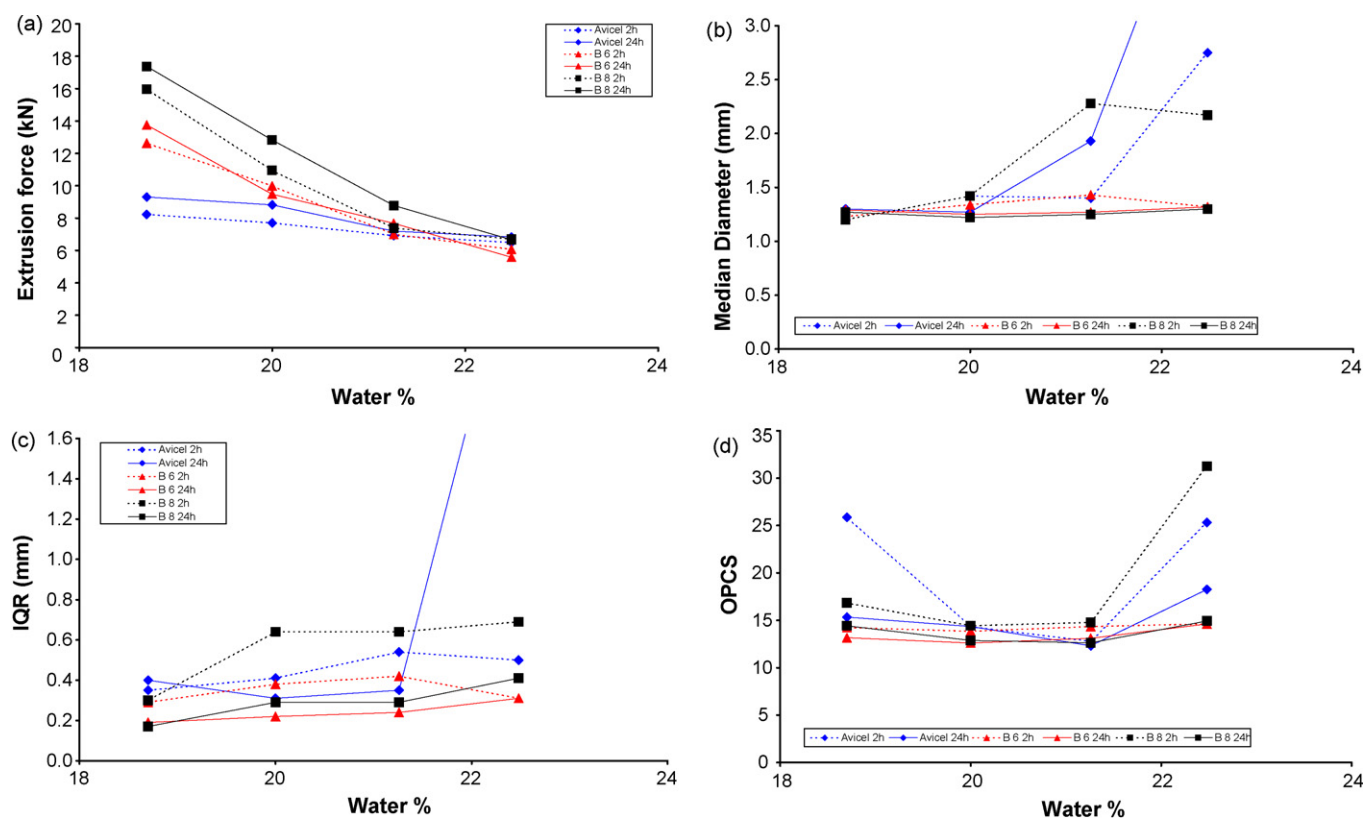 (a)
Extrusion force (kN)
20
18
16
14
12
10
8
6
4
2
0
18
20
22
24
Water %
Avicel 2h
Avicel 24h
B 6 2h
B 6 24h
B 8 2h
B 8 24h
(b)
Median Diameter (mm)
3.0
2.5
2.0
1.5
1.0
0.5
0.0
Avicel 2h Avicel 24h B 6 2h B 6 24h B 8 2h B 8 24h
18
20
22
24
Water %
(c)
IQR (mm)
1.6
1.4
1.2
1.0
0.8
0.6
0.4
0.2
0.0
Avicel 2h
Avicel 24h
B 6 2h
B 6 24h
B 8 2h
B 8 24h
18
20
22
24
Water %
(d)
OPCS
35
30
25
20
15
10
5
0
Avicel 2h Avicel 24h B 6 2h B 6 24h B 8 2h B 8 24h
18
20
22
24
Water %